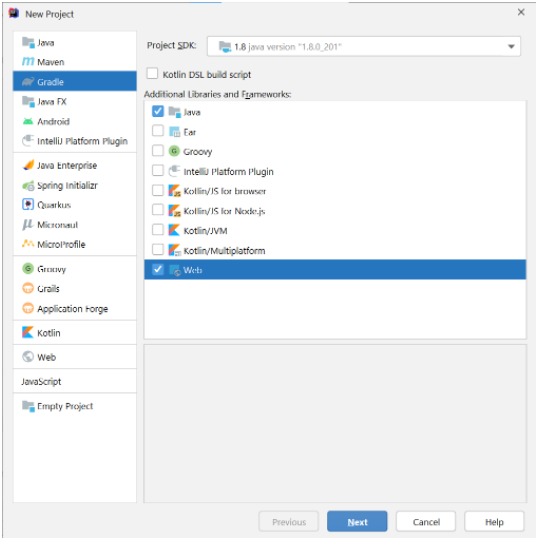 New Project
Java
Maven
Gradle
Java FX
Android
IntelliJ Platform Plugin
Java Enterprise
Spring Initializr
Quarkus
Micronaut
MicroProfile
Groovy
Grails
Application Forge
Kotlin
Web
JavaScript
Empty Project
Project SDK: 1.8 java version "1.8.0_201"
Kotlin DSL build script
Additional Libraries and Frameworks:
Java
Ear
Groovy
IntelliJ Platform Plugin
Kotlin/JS for browser
Kotlin/JS for Node.js
Kotlin/JVM
Kotlin/Multiplatform
Web
Previous Next Cancel Help